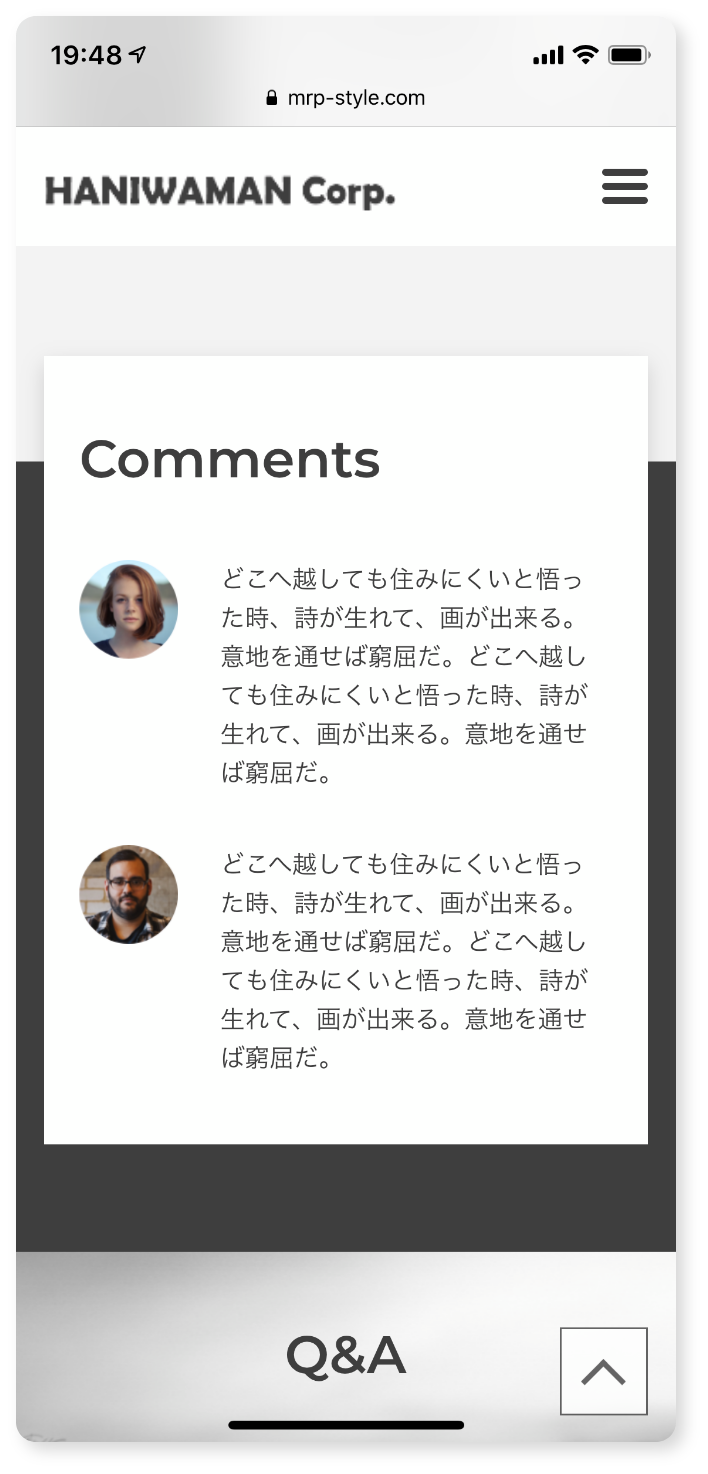 19:48
mrp-style.com
HANIWAMAN Corp.
Comments
どこへ越しても住みにくいと悟っ
た時、詩が生れて、画が出来る。
意地を通せば窮屈だ。どこへ越し
ても住みにくいと悟った時、詩が
生れて、画が出来る。意地を通せ
ば窮屈だ。
どこへ越しても住みにくいと悟っ
た時、詩が生れて、画が出来る。
意地を通せば窮屈だ。どこへ越し
ても住みにくいと悟った時、詩が
生れて、画が出来る。意地を通せ
ば窮屈だ。
Q&A